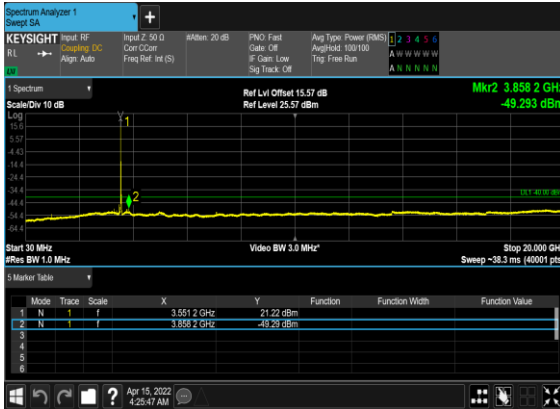 Spectrum Analyzer 1
Swept SA
+
KEYSIGHT Input: RF Input Z: 50 Ω #Atten: 20 dB PNO: Fast Avg Type: Power (RMS) 1 2 3 4 5 6
RL Coupling: DC Corr CCorr Gate: Off Avg|Hold: 100/100 A W W W W W
Align: Auto Freq Ref: Int (S) IF Gain: Low Trig: Free Run
Sig Track: Off A N N N N N
1 Spectrum Ref Lvl Offset 15.57 dB Mkr2 3.858 2 GHz
Scale/Div 10 dB Ref Level 25.57 dBm -49.293 dBm
Log
1
15.6
5.57
-4.43
-14.4
-24.4
-34.4
DL1 -40.00 dBm
2
-44.4
-54.4
-64.4
Start 30 MHz Video BW 3.0 MHz* Stop 20.000 GHz
#Res BW 1.0 MHz Sweep ~38.3 ms (40001 pts)
5 Marker Table
Mode Trace Scale X Y Function Function Width Function Value
1 N 1 f 3.551 2 GHz 21.22 dBm
2 N 1 f 3.858 2 GHz -49.29 dBm
3
4
5
6
? Apr 15, 2022
4:25:47 AM